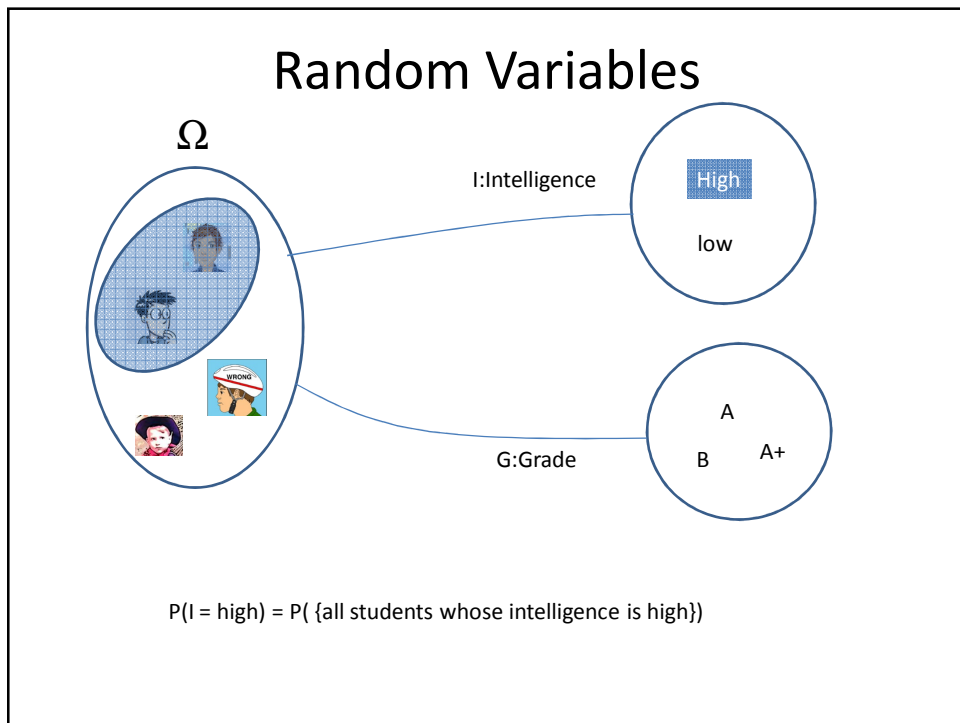 Random Variables
Ω
I:Intelligence
High
low
WRONG
A
B
A+
G:Grade
P(I = high) = P( {all students whose intelligence is high})